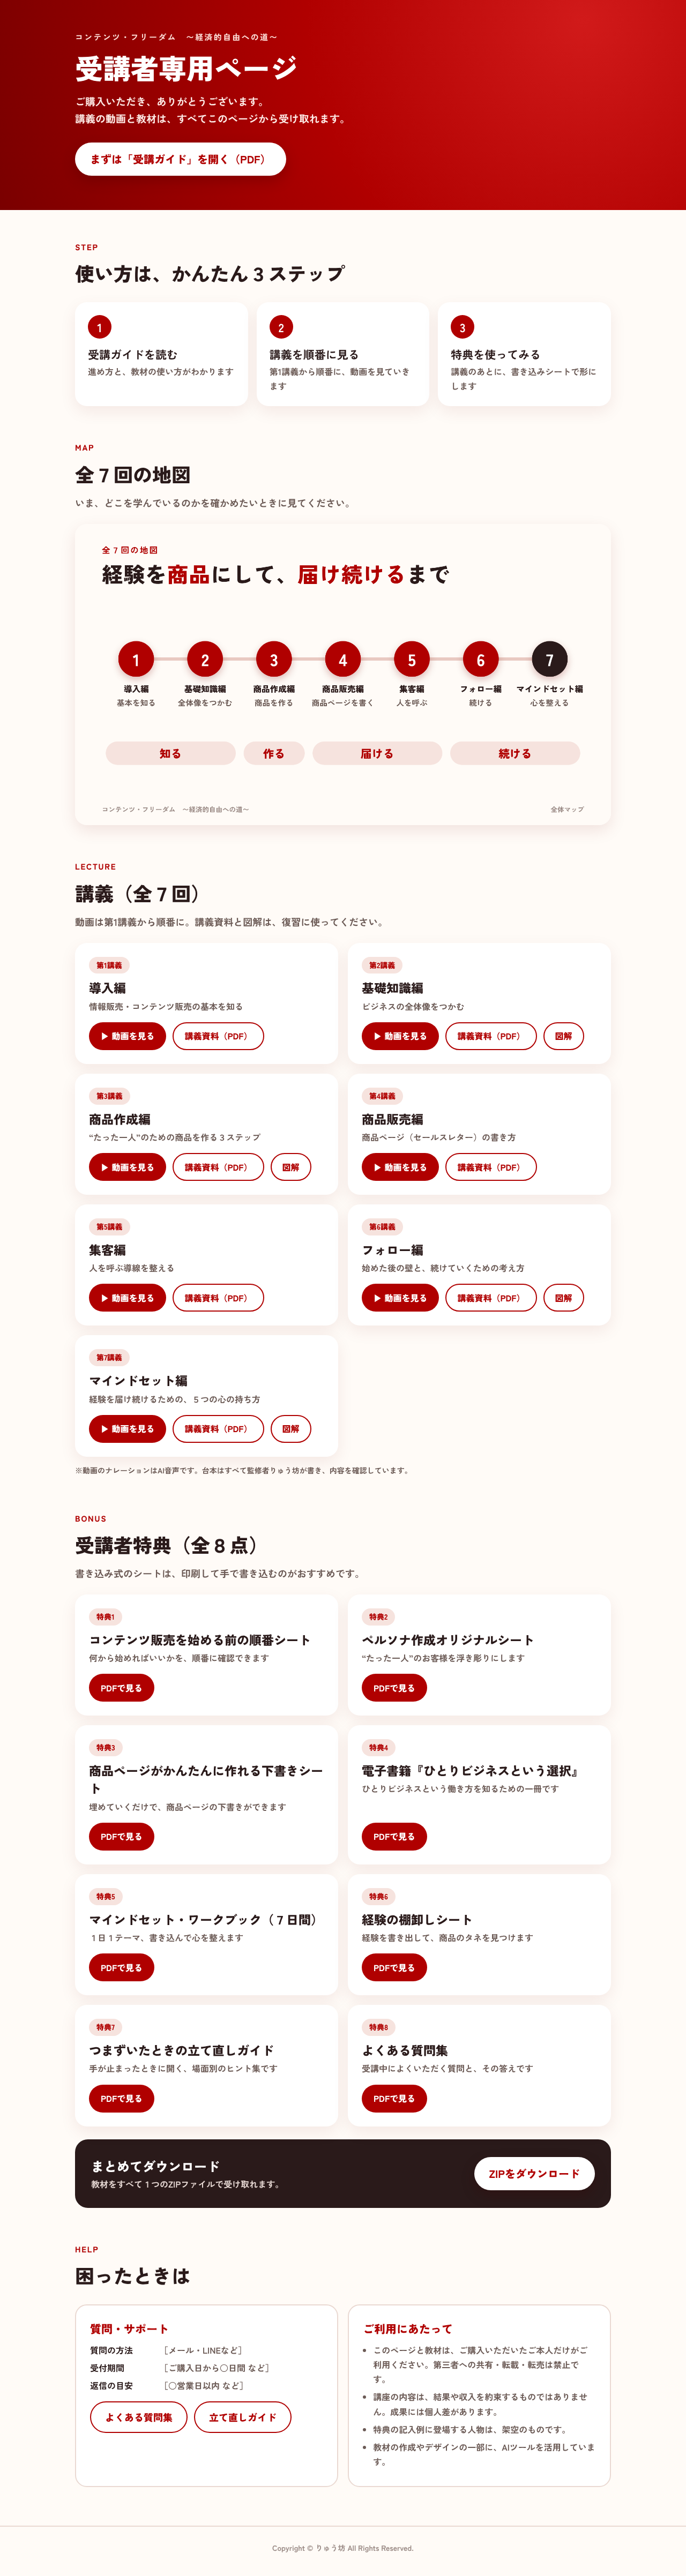 コンテンツ・フリーダム　～経済的自由への道～
受講者専用ページ
ご購入いただき、ありがとうございます。
講義の動画と教材は、すべてこのページから受け取れます。
まずは「受講ガイド」を開く（PDF）
STEP
使い方は、かんたん３ステップ
1
受講ガイドを読む
進め方と、教材の使い方がわかります
2
講義を順番に見る
第1講義から順番に、動画を見ていき
ます
3
特典を使ってみる
講義のあとに、書き込みシートで形に
します
MAP
全７回の地図
いま、どこを学んでいるのかを確かめたいときに見てください。
全７回の地図
経験を商品にして、届け続けるまで
1 2 3 4 5 6 7
導入編 基礎知識編 商品作成編 商品販売編 集客編 フォロー編 マインドセット編
基本を知る 全体像をつかむ 商品を作る 商品ページを書く 人を呼ぶ 続ける 心を整える
知る 作る 届ける 続ける
コンテンツ・フリーダム　～経済的自由への道～ 全体マップ
LECTURE
講義（全７回）
動画は第1講義から順番に。講義資料と図解は、復習に使ってください。
第1講義
導入編
情報販売・コンテンツ販売の基本を知る
▶ 動画を見る 講義資料（PDF）
第2講義
基礎知識編
ビジネスの全体像をつかむ
▶ 動画を見る 講義資料（PDF） 図解
第3講義
商品作成編
“たった一人”のための商品を作る３ステップ
▶ 動画を見る 講義資料（PDF） 図解
第4講義
商品販売編
商品ページ（セールスレター）の書き方
▶ 動画を見る 講義資料（PDF）
第5講義
集客編
人を呼ぶ導線を整える
▶ 動画を見る 講義資料（PDF）
第6講義
フォロー編
始めた後の壁と、続けていくための考え方
▶ 動画を見る 講義資料（PDF） 図解
第7講義
マインドセット編
経験を届け続けるための、５つの心の持ち方
▶ 動画を見る 講義資料（PDF） 図解
※動画のナレーションはAI音声です。台本はすべて監修者りゅう坊が書き、内容を確認しています。
BONUS
受講者特典（全８点）
書き込み式のシートは、印刷して手で書き込むのがおすすめです。
特典1
コンテンツ販売を始める前の順番シート
何から始めればいいかを、順番に確認できます
PDFで見る
特典2
ペルソナ作成オリジナルシート
“たった一人”のお客様を浮き彫りにします
PDFで見る
特典3
商品ページがかんたんに作れる下書きシー
ト
埋めていくだけで、商品ページの下書きができます
PDFで見る
特典4
電子書籍『ひとりビジネスという選択』
ひとりビジネスという働き方を知るための一冊です
PDFで見る
特典5
マインドセット・ワークブック（７日間）
１日１テーマ、書き込んで心を整えます
PDFで見る
特典6
経験の棚卸しシート
経験を書き出して、商品のタネを見つけます
PDFで見る
特典7
つまずいたときの立て直しガイド
手が止まったときに開く、場面別のヒント集です
PDFで見る
特典8
よくある質問集
受講中によくいただく質問と、その答えです
PDFで見る
まとめてダウンロード
教材をすべて１つのZIPファイルで受け取れます。
ZIPをダウンロード
HELP
困ったときは
質問・サポート
質問の方法 ［メール・LINEなど］
受付期間 ［ご購入日から〇日間 など］
返信の目安 ［〇営業日以内 など］
よくある質問集 立て直しガイド
ご利用にあたって
• このページと教材は、ご購入いただいたご本人だけがご
利用ください。第三者への共有・転載・転売は禁止で
す。
• 講座の内容は、結果や収入を約束するものではありませ
ん。成果には個人差があります。
• 特典の記入例に登場する人物は、架空のものです。
• 教材の作成やデザインの一部に、AIツールを活用していま
す。
Copyright © りゅう坊 All Rights Reserved.